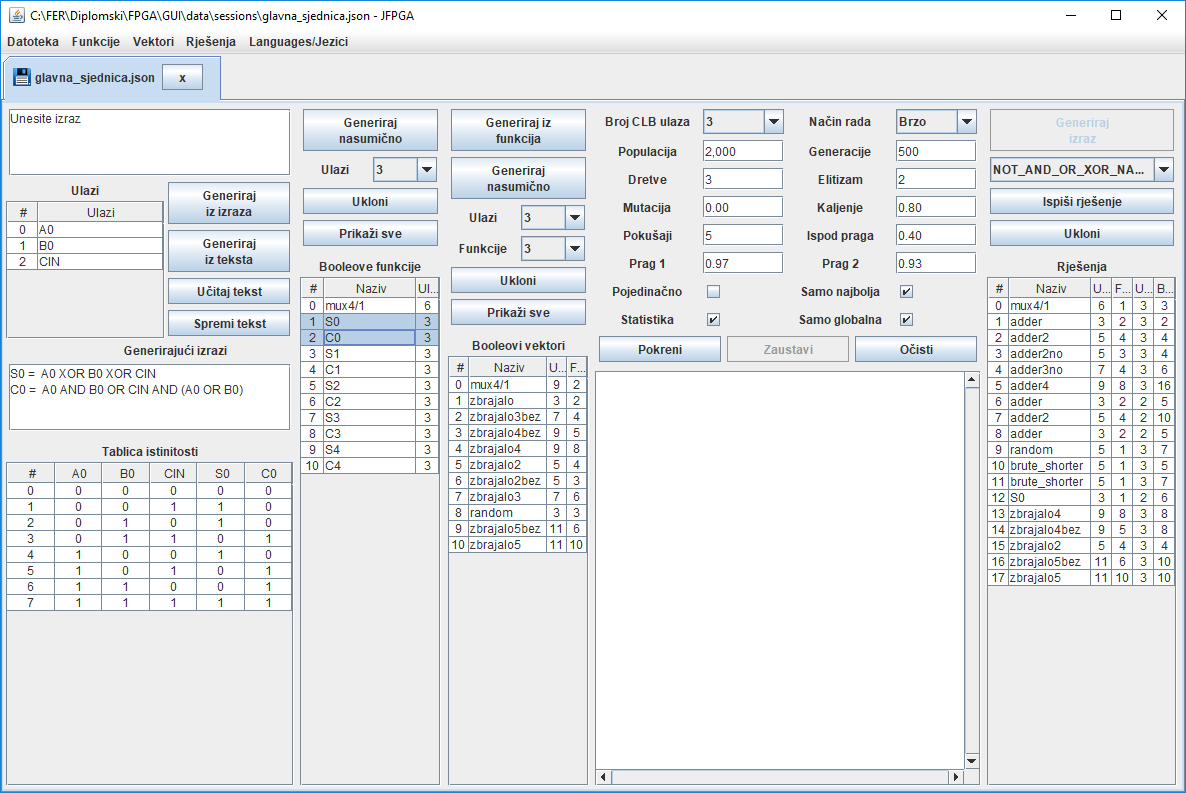 C:\FER\Diplomski\FPGA\GUI\data\sessions\glavna_sjednica.json - JFPGA
Datoteka Funkcije Vektori Rješenja Languages/Jezici
glavna_sjednica.json x
Unesite izraz
Ulazi
# Ulazi
0 A0
1 B0
2 CIN
Generiraj
iz izraza
Generiraj
iz teksta
Učitaj tekst
Spremi tekst
Generirajući izrazi
S0 = A0 XOR B0 XOR CIN
C0 = A0 AND B0 OR CIN AND (A0 OR B0)
Tablica istinitosti
# A0 B0 CIN S0 C0
0 0 0 0 0 0
1 0 0 1 1 0
2 0 1 0 1 0
3 0 1 1 0 1
4 1 0 0 1 0
5 1 0 1 0 1
6 1 1 0 0 1
7 1 1 1 1 1
Generiraj
nasumično
Ulazi 3
Ukloni
Prikaži sve
Booleove funkcije
# Naziv Ul...
0 mux4/1 6
1 S0 3
2 C0 3
3 S1 3
4 C1 3
5 S2 3
6 C2 3
7 S3 3
8 C3 3
9 S4 3
10 C4 3
Generiraj iz
funkcija
Generiraj
nasumično
Ulazi 3
Funkcije 3
Ukloni
Prikaži sve
Booleovi vektori
# Naziv U... F...
0 mux4/1 9 2
1 zbrajalo 3 2
2 zbrajalo3bez 7 4
3 zbrajalo4bez 9 5
4 zbrajalo4 9 8
5 zbrajalo2 5 4
6 zbrajalo2bez 5 3
7 zbrajalo3 7 6
8 random 3 3
9 zbrajalo5bez 11 6
10 zbrajalo5 11 10
Broj CLB ulaza 3 Način rada Brzo
Populacija 2,000 Generacije 500
Dretve 3 Elitizam 2
Mutacija 0.00 Kaljenje 0.80
Pokušaji 5 Ispod praga 0.40
Prag 1 0.97 Prag 2 0.93
Pojedinačno Samo najbolja
Statistika Samo globalna
Pokreni Zaustavi Očisti
Generiraj
izraz
NOT_AND_OR_XOR_NA...
Ispiši rješenje
Ukloni
Rješenja
# Naziv U... F... U... B...
0 mux4/1 6 1 3 3
1 adder 3 2 3 2
2 adder2 5 4 3 4
3 adder2no 5 3 3 4
4 adder3no 7 4 3 6
5 adder4 9 8 3 16
6 adder 3 2 2 5
7 adder2 5 4 2 10
8 adder 3 2 2 5
9 random 5 1 3 7
10 brute_shorter 5 1 3 5
11 brute_shorter 5 1 3 7
12 S0 3 1 2 6
13 zbrajalo4 9 8 3 8
14 zbrajalo4bez 9 5 3 8
15 zbrajalo2 5 4 3 4
16 zbrajalo5bez 11 6 3 10
17 zbrajalo5 11 10 3 10